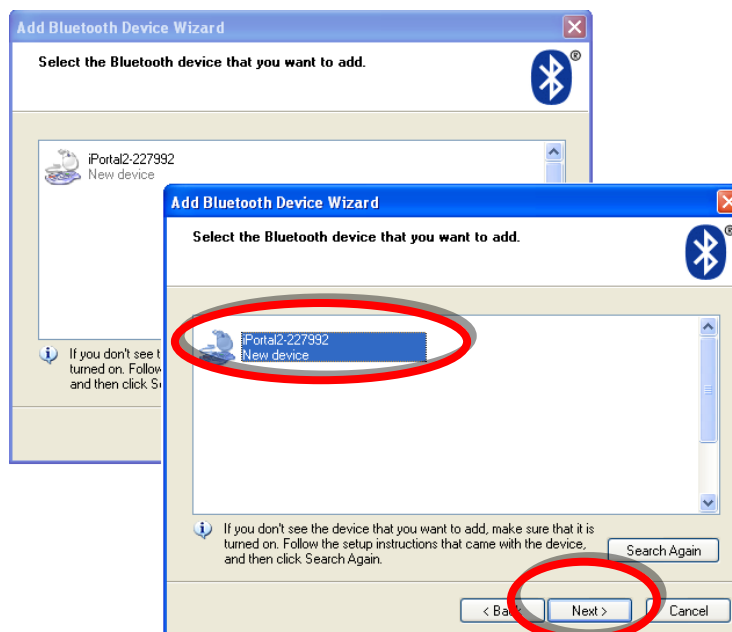 Add Bluetooth Device Wizard
Select the Bluetooth device that you want to add.
®
iPortal2-227992
New device
If you don't see t
turned on. Follow
and then click S
Add Bluetooth Device Wizard
Select the Bluetooth device that you want to add.
®
iPortal2-227992
New device
If you don't see the device that you want to add, make sure that it is
turned on. Follow the setup instructions that came with the device,
and then click Search Again.
Search Again
< Back
Next >
Cancel